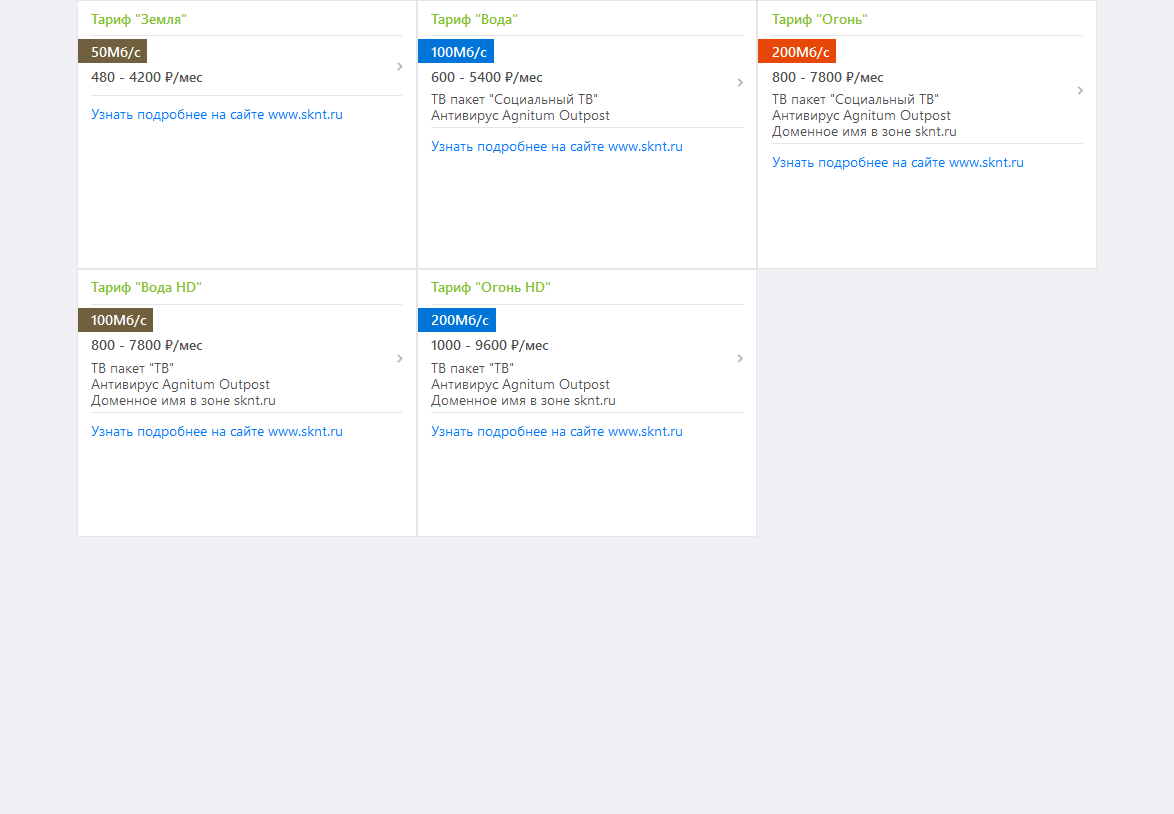 Тариф "Земля"
50Мб/с
480 - 4200 ₽/мес
Узнать подробнее на сайте www.sknt.ru
Тариф "Вода"
100Мб/с
600 - 5400 ₽/мес
ТВ пакет "Социальный ТВ"
Антивирус Agnitum Outpost
Узнать подробнее на сайте www.sknt.ru
Тариф "Огонь"
200Мб/с
800 - 7800 ₽/мес
ТВ пакет "Социальный ТВ"
Антивирус Agnitum Outpost
Доменное имя в зоне sknt.ru
Узнать подробнее на сайте www.sknt.ru
Тариф "Вода HD"
100Мб/с
800 - 7800 ₽/мес
ТВ пакет "ТВ"
Антивирус Agnitum Outpost
Доменное имя в зоне sknt.ru
Узнать подробнее на сайте www.sknt.ru
Тариф "Огонь HD"
200Мб/с
1000 - 9600 ₽/мес
ТВ пакет "ТВ"
Антивирус Agnitum Outpost
Доменное имя в зоне sknt.ru
Узнать подробнее на сайте www.sknt.ru